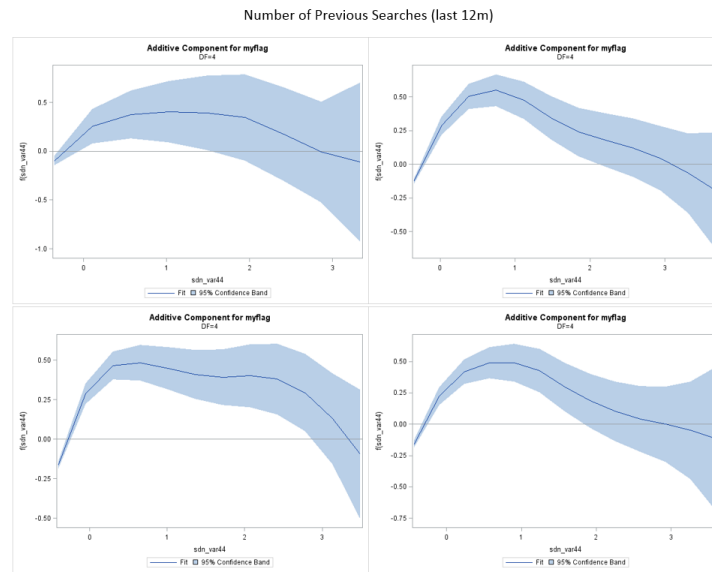 Number of Previous Searches (last 12m)
Additive Component for myflag
DF=4
f(sdn_var44)
0.5
0.0
-0.5
-1.0
0 1 2 3
sdn_var44
Fit 95% Confidence Band
Additive Component for myflag
DF=4
f(sdn_var44)
0.50
0.25
0.00
-0.25
-0.50
0 1 2 3
sdn_var44
Fit 95% Confidence Band
Additive Component for myflag
DF=4
f(sdn_var44)
0.50
0.25
0.00
-0.25
-0.50
0 1 2 3
sdn_var44
Fit 95% Confidence Band
Additive Component for myflag
DF=4
f(sdn_var44)
0.50
0.25
0.00
-0.25
-0.50
-0.75
0 1 2 3
sdn_var44
Fit 95% Confidence Band